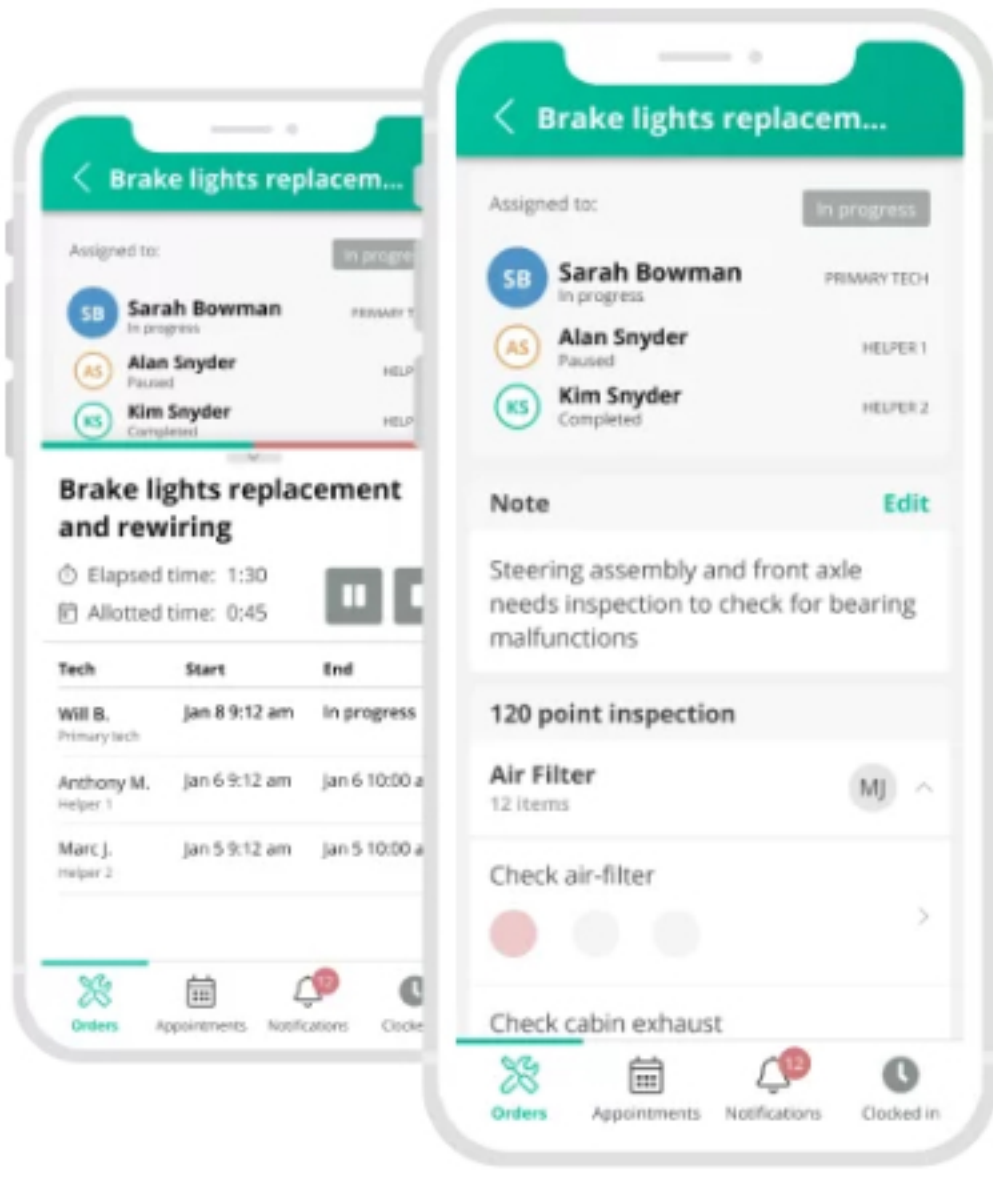 Brake lights replacem...
Assigned to:
In progre
SB
Sarah Bowman
In progress
PRIMARY T
AS
Alan Snyder
Paused
HELP
KS
Kim Snyder
Completed
HELP
Brake lights replacement
and rewiring
Elapsed time: 1:30
Allotted time: 0:45
Tech Start End
Will B. Jan 8 9:12 am In progress
Primary tech
Anthony M. Jan 6 9:12 am Jan 6 10:00 a
Helper 1
Marc J. Jan 5 9:12 am Jan 5 10:00 a
Helper 2
12
Orders Appointments Notifications Clocke
Brake lights replacem...
Assigned to:
In progress
SB
Sarah Bowman
In progress
PRIMARY TECH
AS
Alan Snyder
Paused
HELPER 1
KS
Kim Snyder
Completed
HELPER 2
Note Edit
Steering assembly and front axle
needs inspection to check for bearing
malfunctions
120 point inspection
Air Filter
12 items
MJ
Check air-filter
Check cabin exhaust
12
Orders Appointments Notifications Clocked in